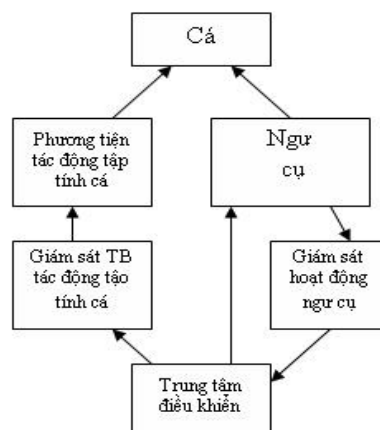 Cá
Phương tiện
tác động tập
tính cá
Ngư
cụ
Giám sát TB
tác động tạo
tính cá
Giám sát
hoạt động
ngư cụ
Trung tâm
điều khiển